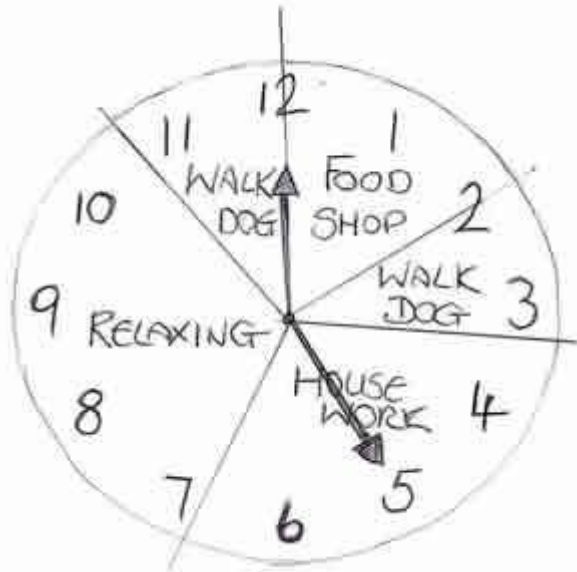 12
11
1
WALK
DOG
FOOD
SHOP
10
2
WALK
DOG
9
RELAXING
3
HOUSE
WORK
8
4
7
5
6